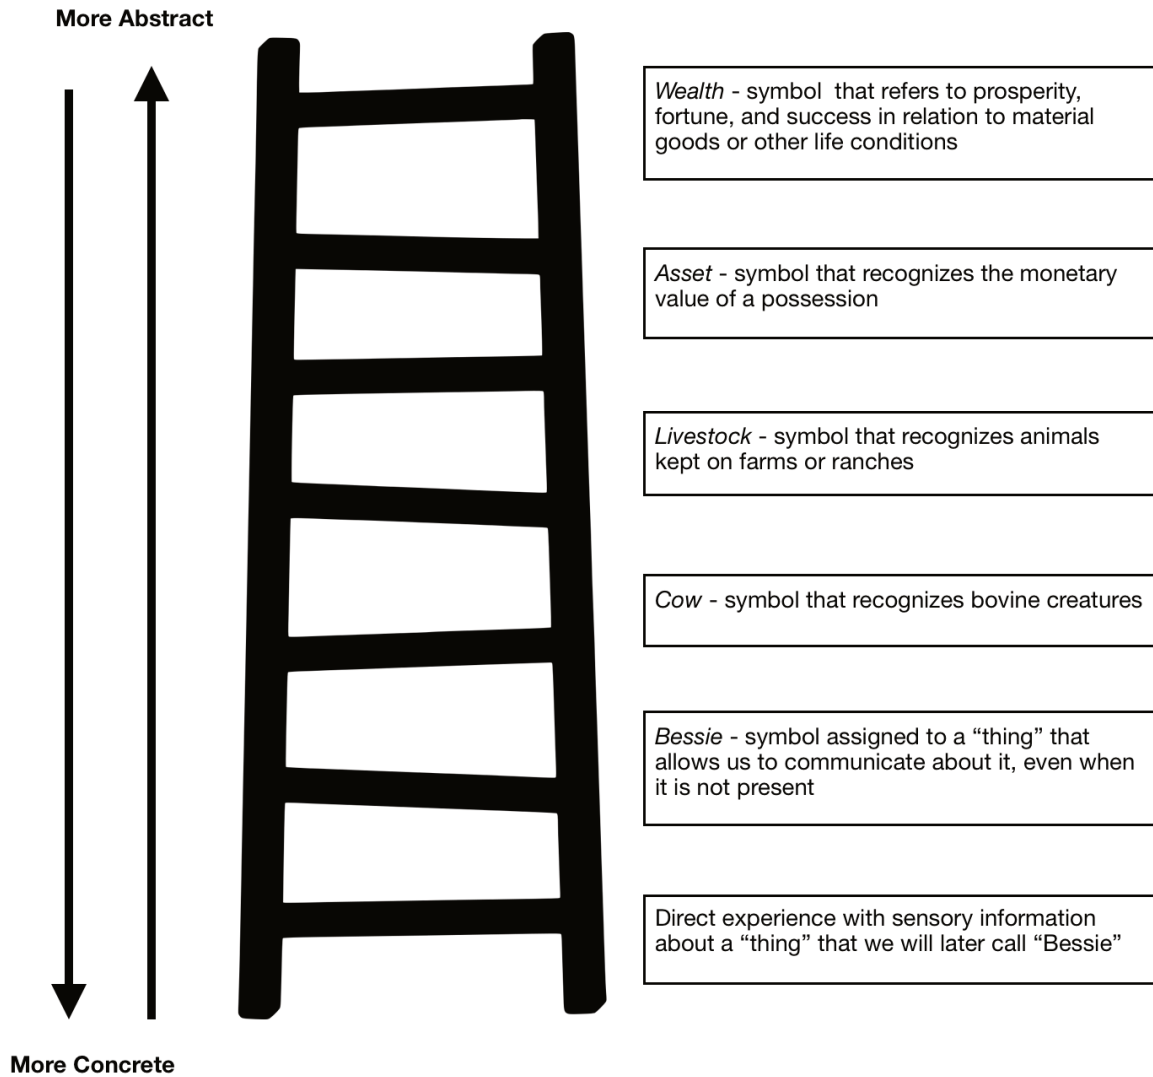 More Abstract
Wealth - symbol  that refers to prosperity,
fortune, and success in relation to material
goods or other life conditions
Asset - symbol that recognizes the monetary
value of a possession
Livestock - symbol that recognizes animals
kept on farms or ranches
Cow - symbol that recognizes bovine creatures
Bessie - symbol assigned to a “thing” that
allows us to communicate about it, even when
it is not present
Direct experience with sensory information
about a “thing” that we will later call “Bessie”
More Concrete